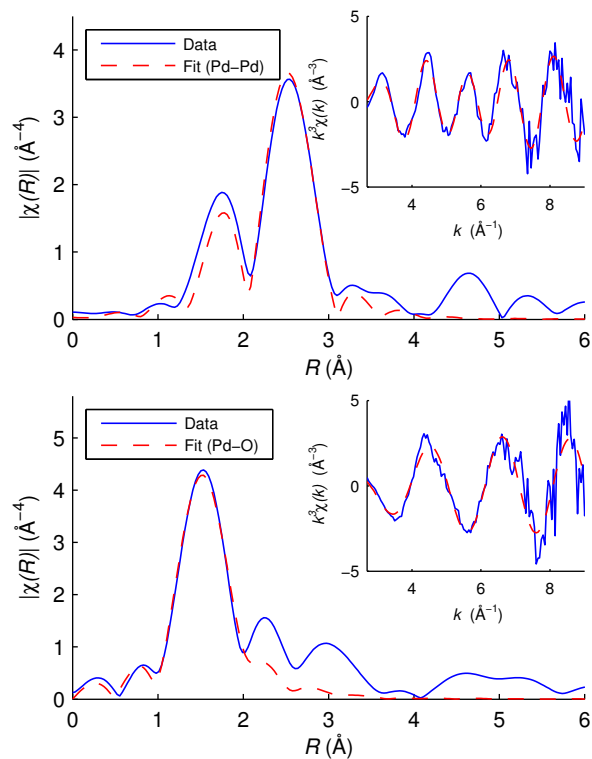 Data
Fit (Pd–Pd)
|χ(R)| (Å⁻⁴)
4
3
2
1
0
0 1 2 3 4 5 6
R (Å)
k³χ(k) (Å⁻³)
5
0
−5
4 6 8
k (Å⁻¹)
Data
Fit (Pd–O)
|χ(R)| (Å⁻⁴)
5
4
3
2
1
0
0 1 2 3 4 5 6
R (Å)
k³χ(k) (Å⁻³)
5
0
−5
4 6 8
k (Å⁻¹)